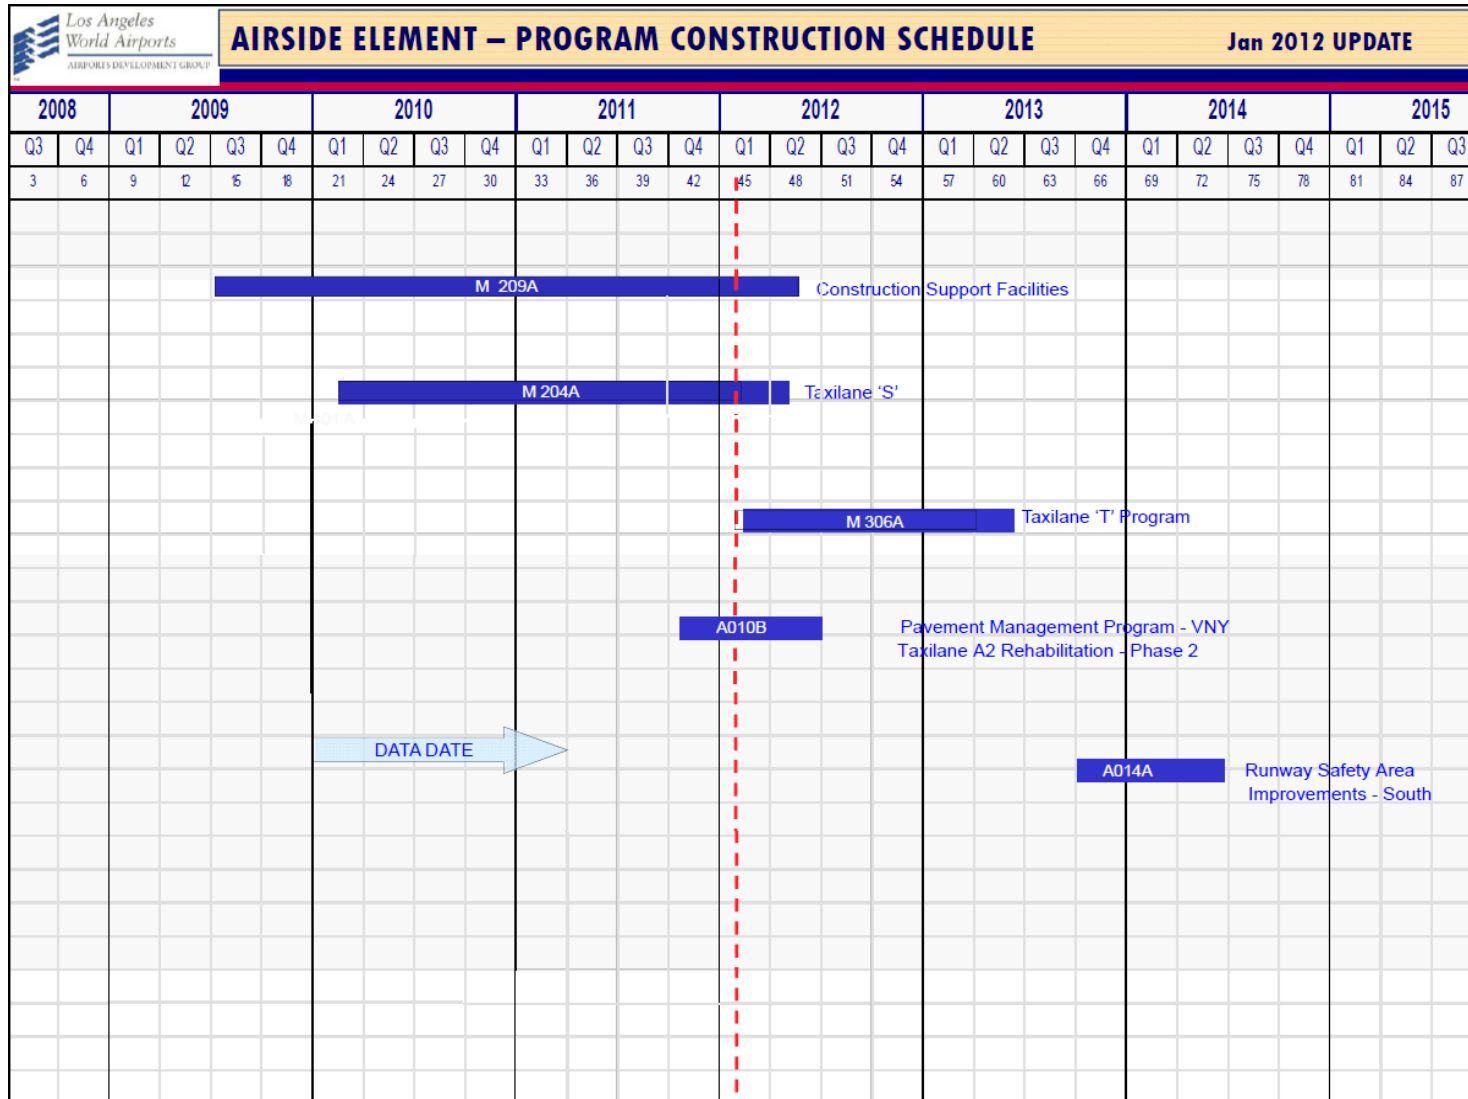 Los Angeles
World Airports
AIRPORTS DEVELOPMENT GROUP
AIRSIDE ELEMENT – PROGRAM CONSTRUCTION SCHEDULE
Jan 2012 UPDATE
2008 2009 2010 2011 2012 2013 2014 2015
Q3 Q4 Q1 Q2 Q3 Q4 Q1 Q2 Q3 Q4 Q1 Q2 Q3 Q4 Q1 Q2 Q3 Q4 Q1 Q2 Q3 Q4 Q1 Q2 Q3 Q4 Q1 Q2 Q3
3 6 9 12 15 18 21 24 27 30 33 36 39 42 45 48 51 54 57 60 63 66 69 72 75 78 81 84 87
M 209A Construction Support Facilities
M 204A Taxilane ‘S’
M 306A Taxilane ‘T’ Program
A010B Pavement Management Program - VNY
Taxilane A2 Rehabilitation - Phase 2
DATA DATE
A014A Runway Safety Area
Improvements - South